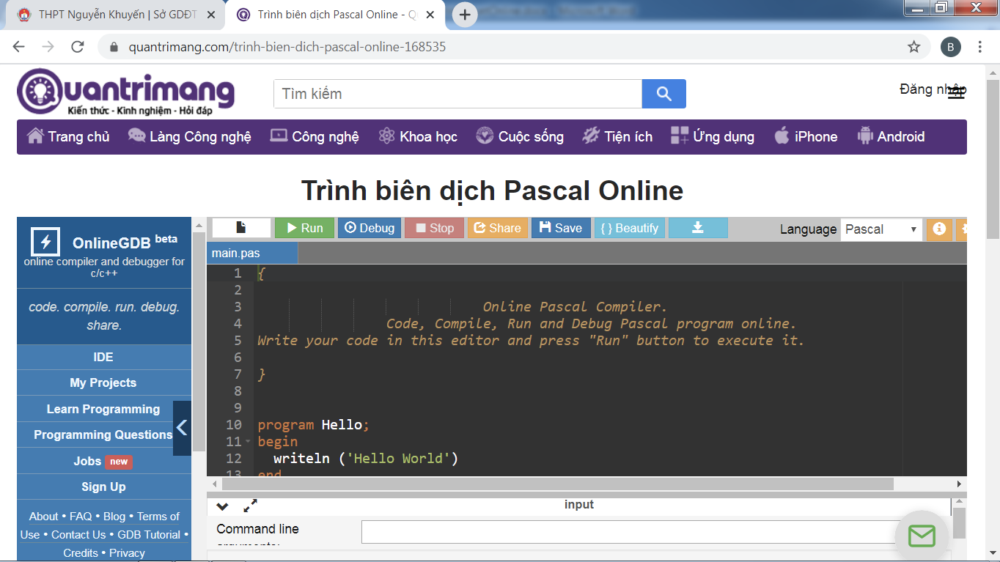 THPT Nguyễn Khuyến | Sở GDĐT
Trình biên dịch Pascal Online - Q
quantrimang.com/trinh-bien-dich-pascal-online-168535
B
Quantrimang
Kiến thức - Kinh nghiệm - Hỏi đáp
Tìm kiếm
Đăng nhập
Trang chủ Làng Công nghệ Công nghệ Khoa học Cuộc sống Tiện ích Ứng dụng iPhone Android
Trình biên dịch Pascal Online
OnlineGDB beta
online compiler and debugger for
c/c++
code. compile. run. debug.
share.
IDE
My Projects
Learn Programming
Programming Questions
Jobs new
Sign Up
About • FAQ • Blog • Terms of
Use • Contact Us • GDB Tutorial •
Credits • Privacy
Run Debug Stop Share Save { } Beautify Language Pascal
main.pas
1 {
2
3 Online Pascal Compiler.
4 Code, Compile, Run and Debug Pascal program online.
5 Write your code in this editor and press "Run" button to execute it.
6
7 }
8
9
10 program Hello;
11 begin
12 writeln ('Hello World')
13 end
input
Command line
arguments: